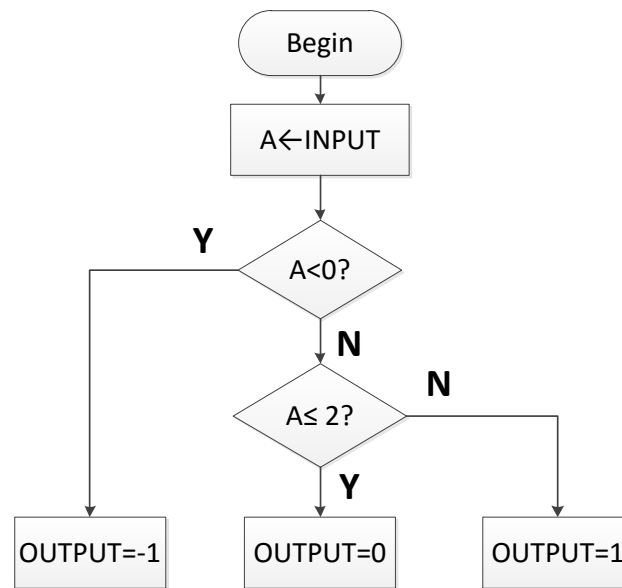 Begin
A←INPUT
Y
A<0?
N
N
A≤ 2?
Y
OUTPUT=-1
OUTPUT=0
OUTPUT=1